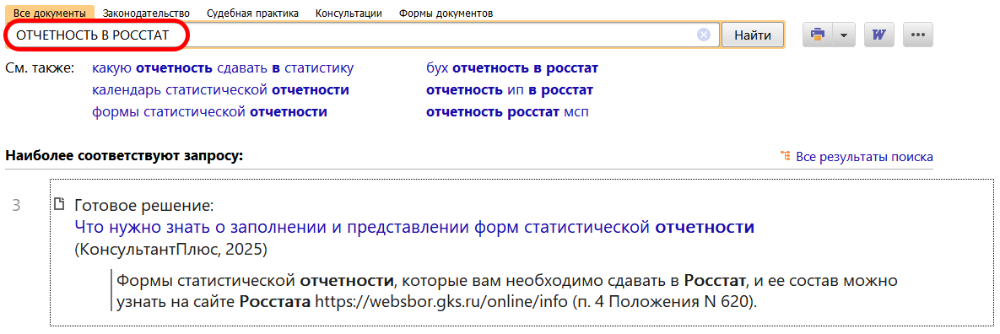 Все документы Законодательство Судебная практика Консультации Формы документов
ОТЧЕТНОСТЬ В РОССТАТ Найти W
См. также: какую отчетность сдавать в статистику бух отчетность в росстат
календарь статистической отчетности отчетность ип в росстат
формы статистической отчетности отчетность росстат мсп
Наиболее соответствуют запросу: Все результаты поиска
3 Готовое решение:
Что нужно знать о заполнении и представлении форм статистической отчетности
(КонсультантПлюс, 2025)
Формы статистической отчетности, которые вам необходимо сдавать в Росстат, и ее состав можно
узнать на сайте Росстата https://websbor.gks.ru/online/info (п. 4 Положения N 620).